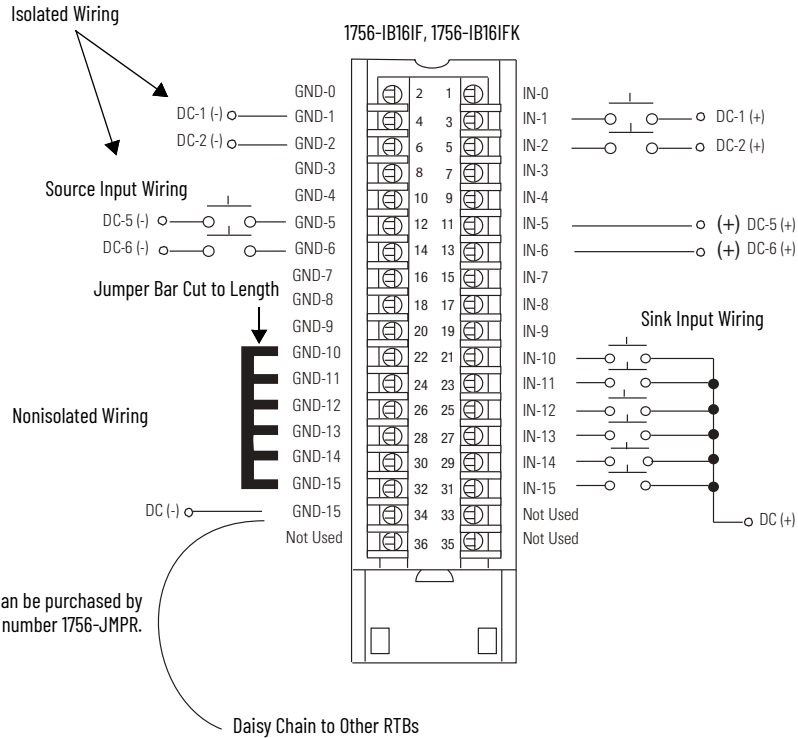 Isolated Wiring
1756-IB16IF, 1756-IB16IFK
GND-0 2 1 IN-0
DC-1 (-) GND-1 4 3 IN-1 DC-1 (+)
DC-2 (-) GND-2 6 5 IN-2 DC-2 (+)
GND-3 8 7 IN-3
Source Input Wiring
GND-4 10 9 IN-4
DC-5 (-) GND-5 12 11 IN-5 (+) DC-5 (+)
DC-6 (-) GND-6 14 13 IN-6 (+) DC-6 (+)
GND-7 16 15 IN-7
Jumper Bar Cut to Length
GND-8 18 17 IN-8
Sink Input Wiring
GND-9 20 19 IN-9
GND-10 22 21 IN-10
GND-11 24 23 IN-11
Nonisolated Wiring
GND-12 26 25 IN-12
GND-13 28 27 IN-13
GND-14 30 29 IN-14
GND-15 32 31 IN-15
DC (-) GND-15 34 33 Not Used DC (+)
Not Used 36 35 Not Used
an be purchased by
number 1756-JMPR.
Daisy Chain to Other RTBs